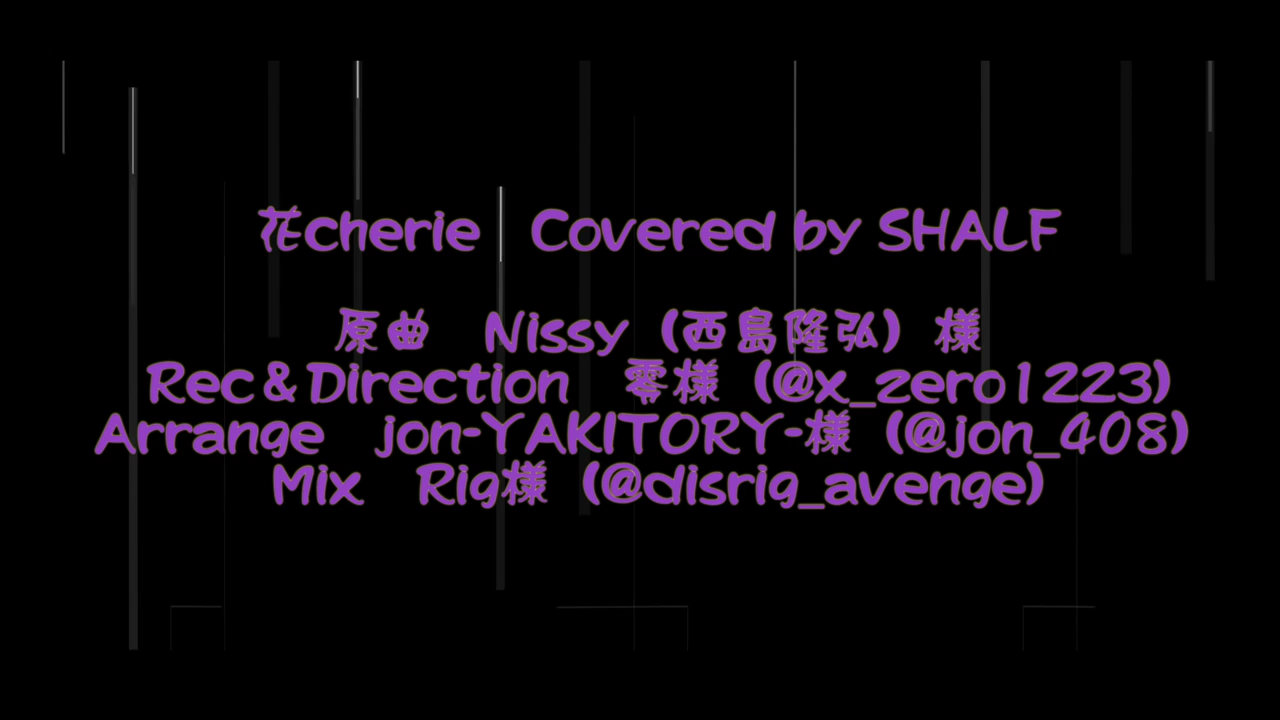 花cherie　Covered by SHALF
原曲　Nissy（西島隆弘）様
Rec＆Direction　零様（@x_zero1223）
Arrange　jon-YAKITORY-様（@jon_408）
Mix　Rig様（@disrig_avenge）